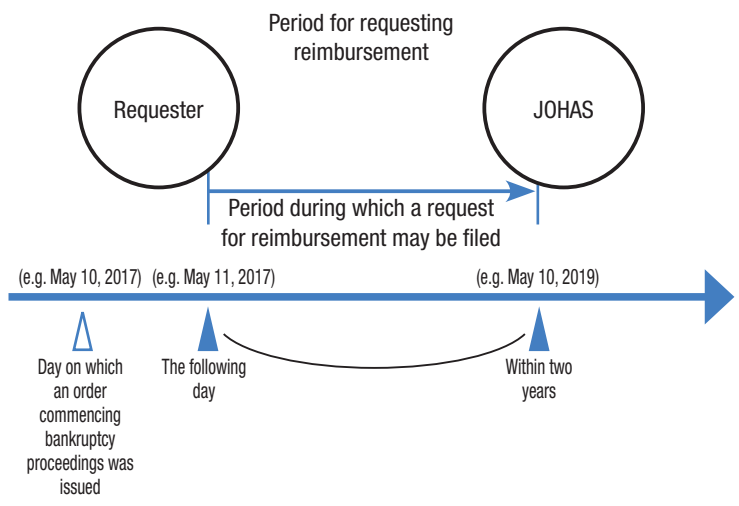 Period for requesting
reimbursement
Requester
JOHAS
Period during which a request
for reimbursement may be filed
(e.g. May 10, 2017) (e.g. May 11, 2017) (e.g. May 10, 2019)
Day on which
an order
commencing
bankruptcy
proceedings was
issued
The following
day
Within two
years